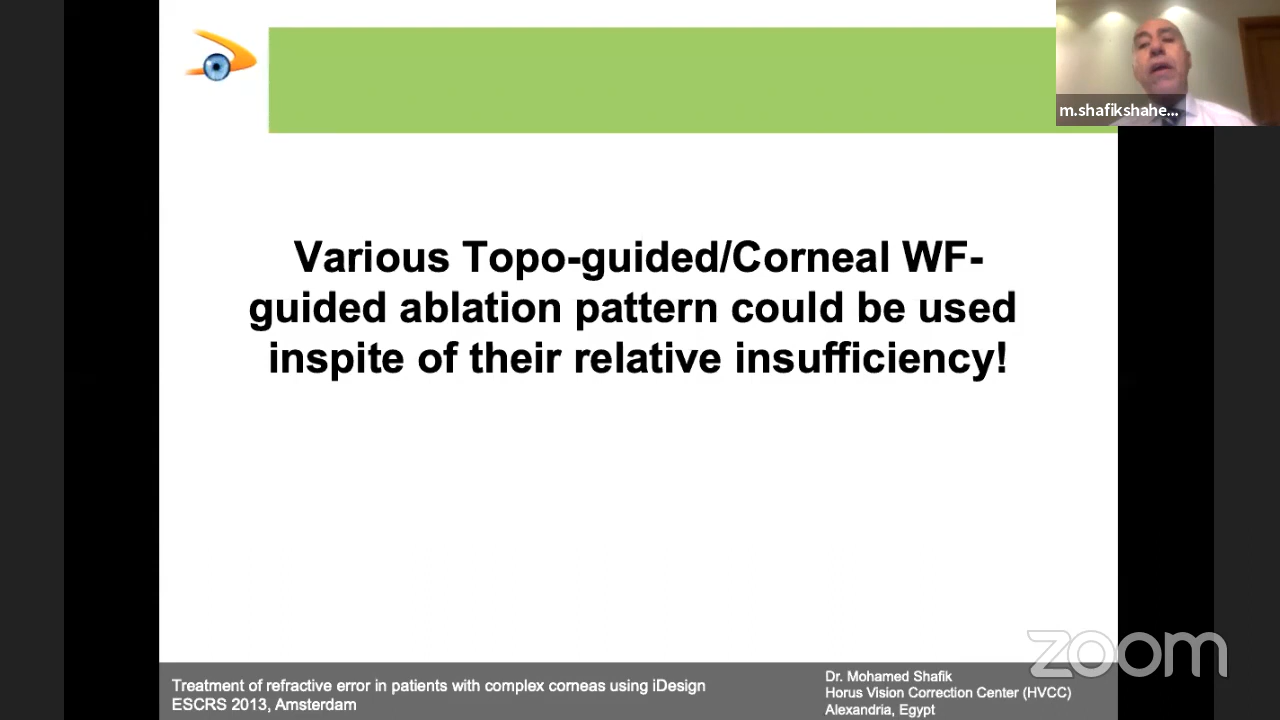 m.shafikshahe...
Various Topo-guided/Corneal WF-
guided ablation pattern could be used
inspite of their relative insufficiency!
zoom
Treatment of refractive error in patients with complex corneas using iDesign
ESCRS 2013, Amsterdam
Dr. Mohamed Shafik
Horus Vision Correction Center (HVCC)
Alexandria, Egypt